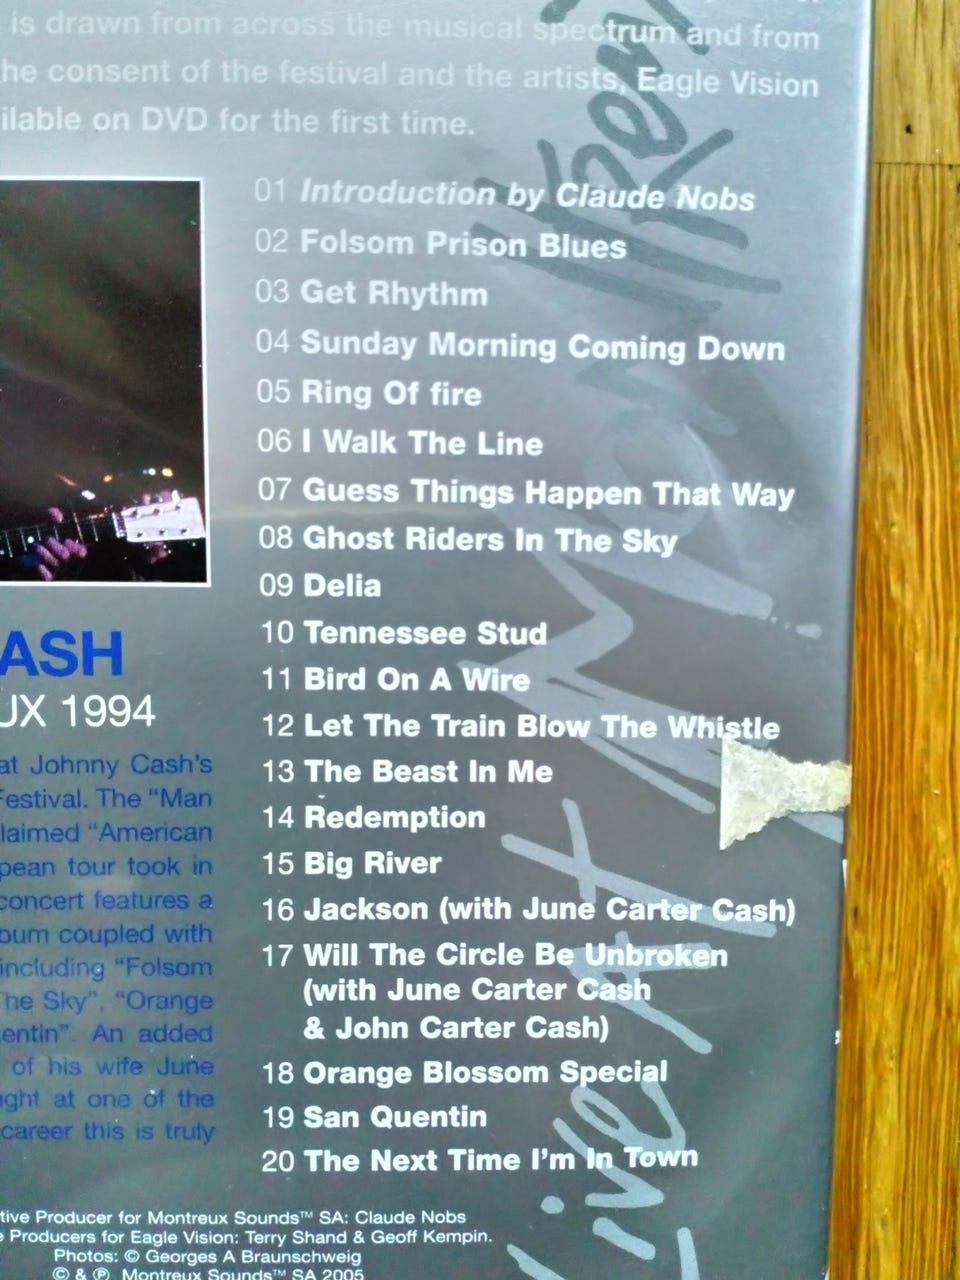 is drawn from across the musical spectrum and from
he consent of the festival and the artists, Eagle Vision
ilable on DVD for the first time.
01 Introduction by Claude Nobs
02 Folsom Prison Blues
03 Get Rhythm
04 Sunday Morning Coming Down
05 Ring Of fire
06 I Walk The Line
07 Guess Things Happen That Way
08 Ghost Riders In The Sky
09 Delia
10 Tennessee Stud
11 Bird On A Wire
12 Let The Train Blow The Whistle
13 The Beast In Me
14 Redemption
15 Big River
16 Jackson (with June Carter Cash)
17 Will The Circle Be Unbroken
(with June Carter Cash
& John Carter Cash)
18 Orange Blossom Special
19 San Quentin
20 The Next Time I'm In Town
ASH
UX 1994
at Johnny Cash's
Festival. The "Man
laimed "American
pean tour took in
concert features a
bum coupled with
including "Folsom
he Sky", "Orange
entin". An added
of his wife June
ght at one of the
career this is truly
tive Producer for Montreux Sounds™ SA: Claude Nobs
e Producers for Eagle Vision: Terry Shand & Geoff Kempin.
Photos: © Georges A Braunschweig
© & ℗ Montreux Sounds™ SA 2005
Live AT Montreux